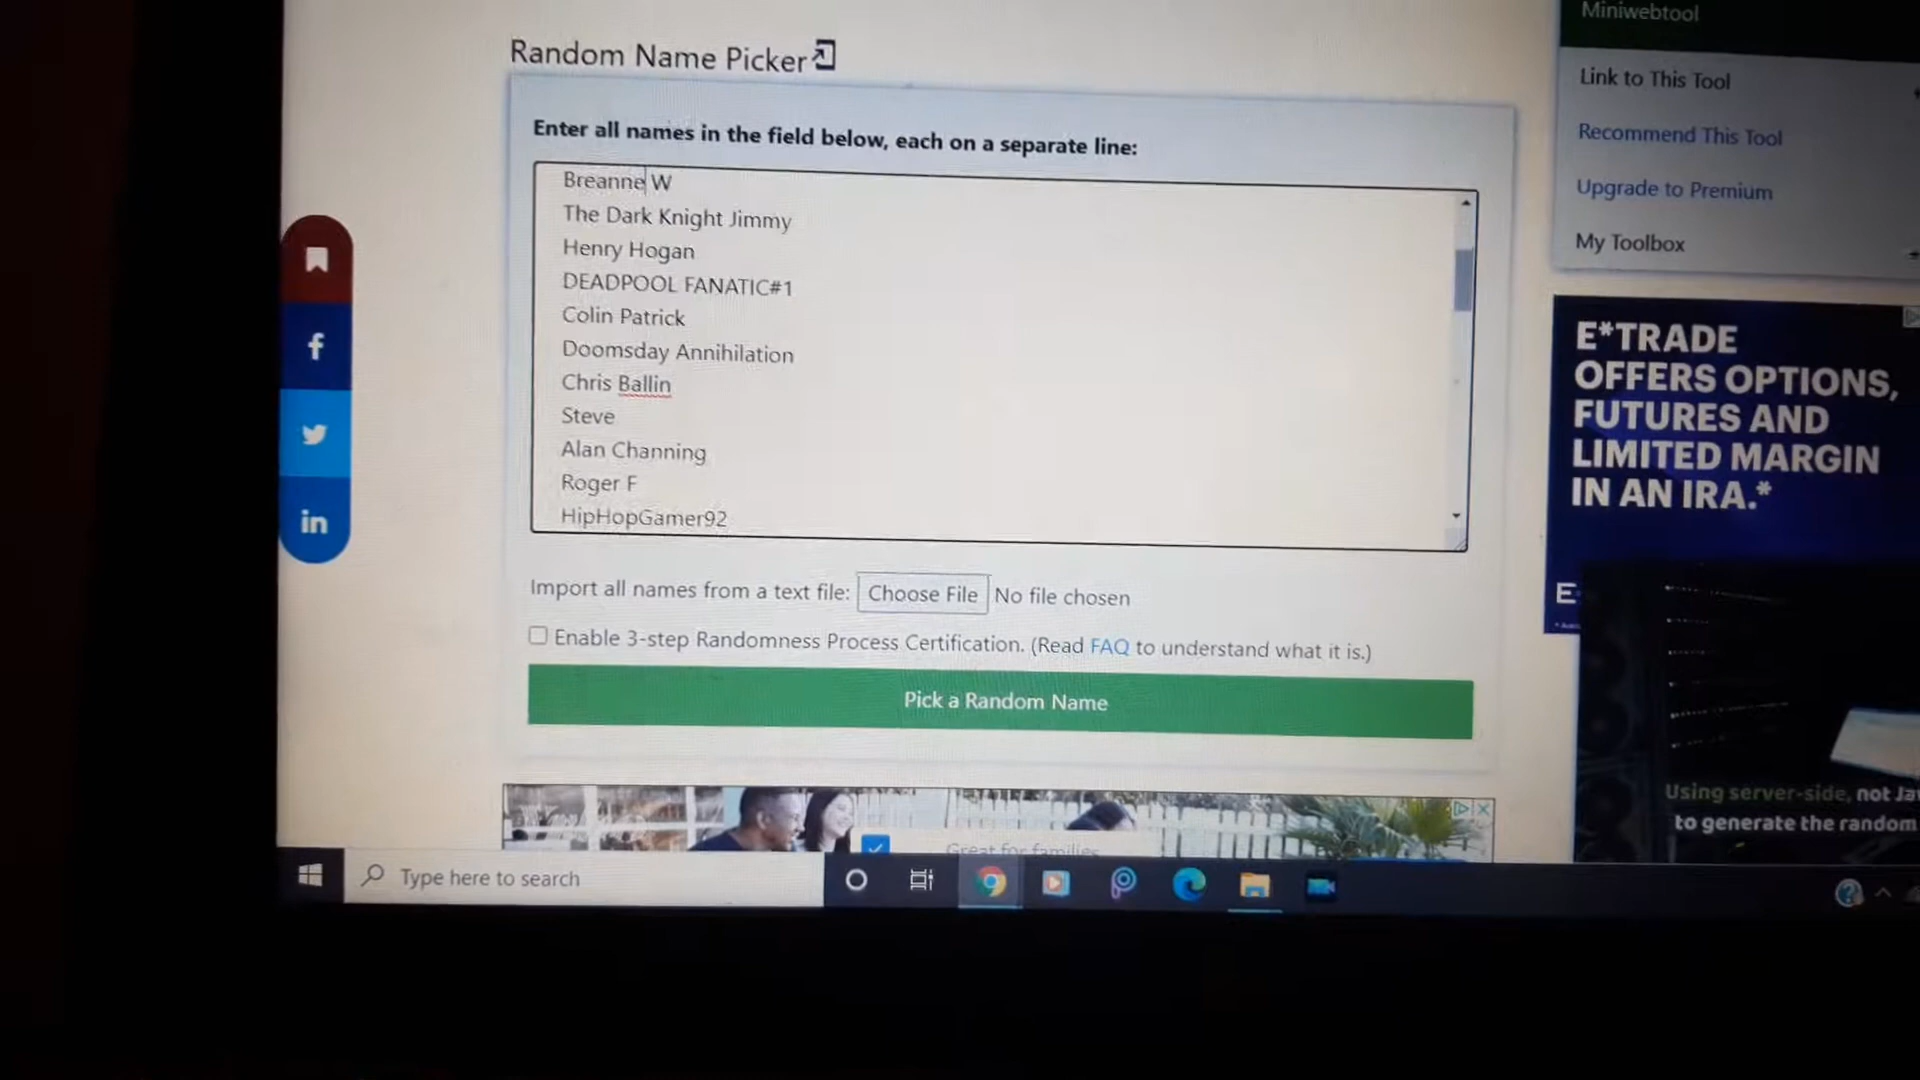 Random Name Picker
Enter all names in the field below, each on a separate line:
Breanne W
The Dark Knight Jimmy
Henry Hogan
DEADPOOL FANATIC#1
Colin Patrick
Doomsday Annihilation
Chris Ballin
Steve
Alan Channing
Roger F
HipHopGamer92
Import all names from a text file: Choose File No file chosen
Enable 3-step Randomness Process Certification. (Read FAQ to understand what it is.)
Pick a Random Name
Great for families
Miniwebtool
Link to This Tool
Recommend This Tool
Upgrade to Premium
My Toolbox
E*TRADE
OFFERS OPTIONS,
FUTURES AND
LIMITED MARGIN
IN AN IRA.*
E
Using server-side, not Ja
to generate the random
f
in
Type here to search